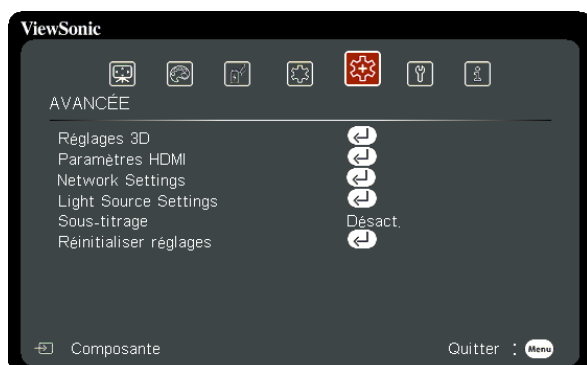 ViewSonic
AVANCÉE
Réglages 3D
Paramètres HDMI
Network Settings
Light Source Settings
Sous-titrage Désact.
Réinitialiser réglages
Composante Quitter : Menu